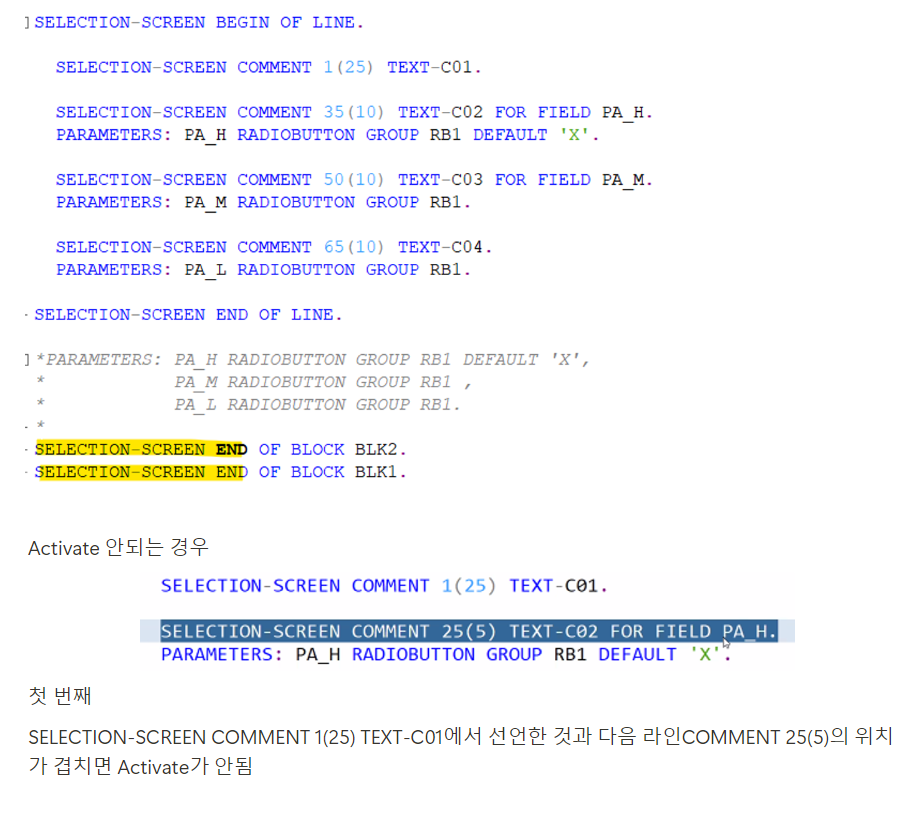 SELECTION-SCREEN BEGIN OF LINE.
SELECTION-SCREEN COMMENT 1(25) TEXT-C01.
SELECTION-SCREEN COMMENT 35(10) TEXT-C02 FOR FIELD PA_H.
PARAMETERS: PA_H RADIOBUTTON GROUP RB1 DEFAULT 'X'.
SELECTION-SCREEN COMMENT 50(10) TEXT-C03 FOR FIELD PA_M.
PARAMETERS: PA_M RADIOBUTTON GROUP RB1.
SELECTION-SCREEN COMMENT 65(10) TEXT-C04.
PARAMETERS: PA_L RADIOBUTTON GROUP RB1.
SELECTION-SCREEN END OF LINE.
*PARAMETERS: PA_H RADIOBUTTON GROUP RB1 DEFAULT 'X',
* PA_M RADIOBUTTON GROUP RB1 ,
* PA_L RADIOBUTTON GROUP RB1.
*
SELECTION-SCREEN END OF BLOCK BLK2.
SELECTION-SCREEN END OF BLOCK BLK1.
Activate 안되는 경우
SELECTION-SCREEN COMMENT 1(25) TEXT-C01.
SELECTION-SCREEN COMMENT 25(5) TEXT-C02 FOR FIELD PA_H.
PARAMETERS: PA_H RADIOBUTTON GROUP RB1 DEFAULT 'X'.
첫 번째
SELECTION-SCREEN COMMENT 1(25) TEXT-C01에서 선언한 것과 다음 라인COMMENT 25(5)의 위치
가 겹치면 Activate가 안됨